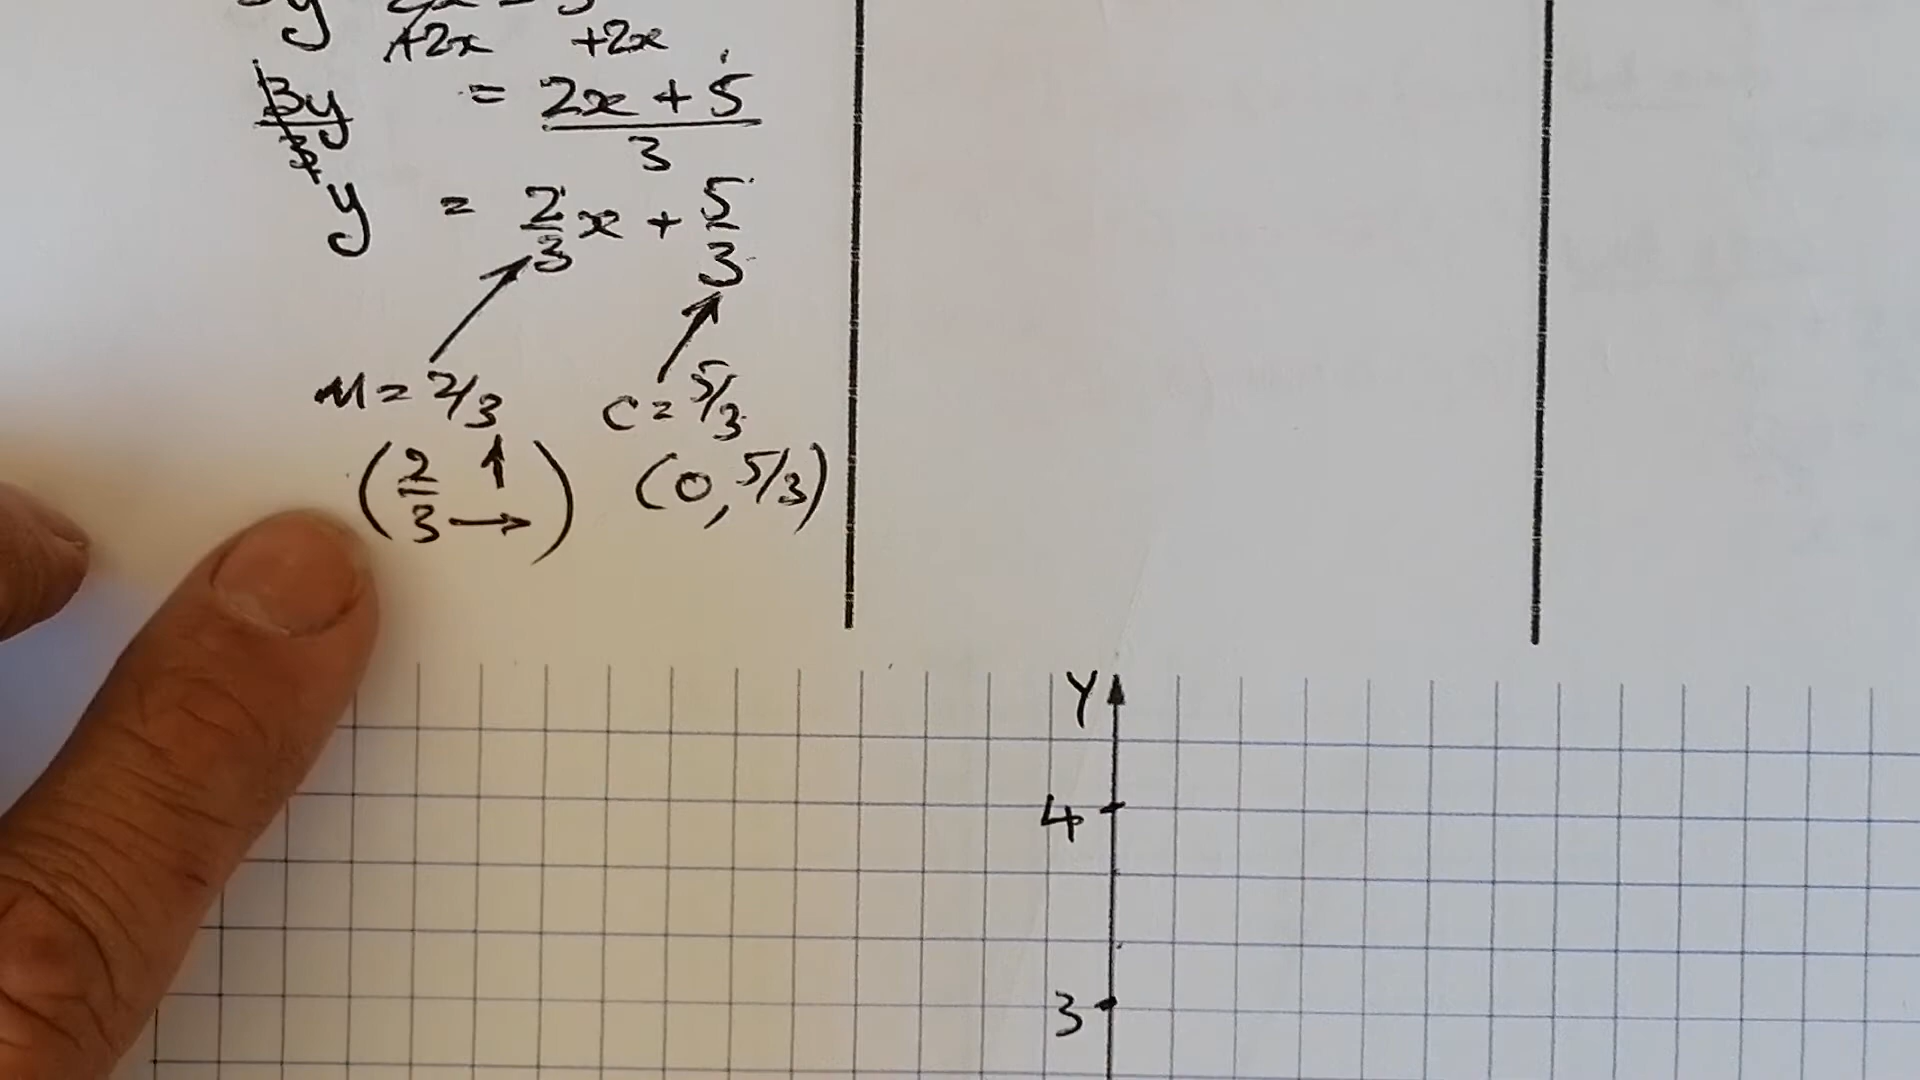 +2x +2x
3y = 2x + 5
3 3
y = 2/3 x + 5/3
M = 2/3 C = 5/3
(2/3 ↑ →) (0, 5/3)
Y
4
3